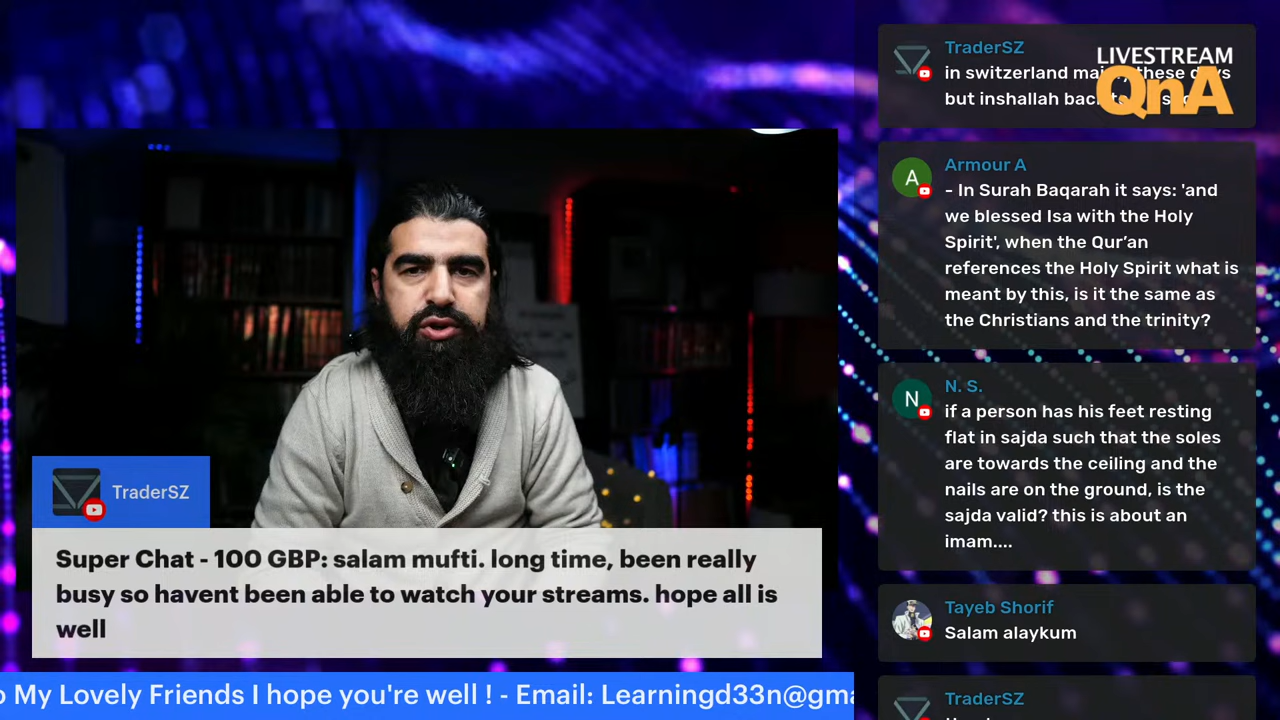 TraderSZ
in switzerland
but inshallah
LIVESTREAM
QnA
A
Armour A
- In Surah Baqarah it says: 'and
we blessed Isa with the Holy
Spirit', when the Qur’an
references the Holy Spirit what is
meant by this, is it the same as
the Christians and the trinity?
N
N. S.
if a person has his feet resting
flat in sajda such that the soles
are towards the ceiling and the
nails are on the ground, is the
sajda valid? this is about an
imam....
Tayeb Shorif
Salam alaykum
TraderSZ
TraderSZ
Super Chat - 100 GBP: salam mufti. long time, been really
busy so havent been able to watch your streams. hope all is
well
My Lovely Friends I hope you're well ! - Email: Learningd33n@gma